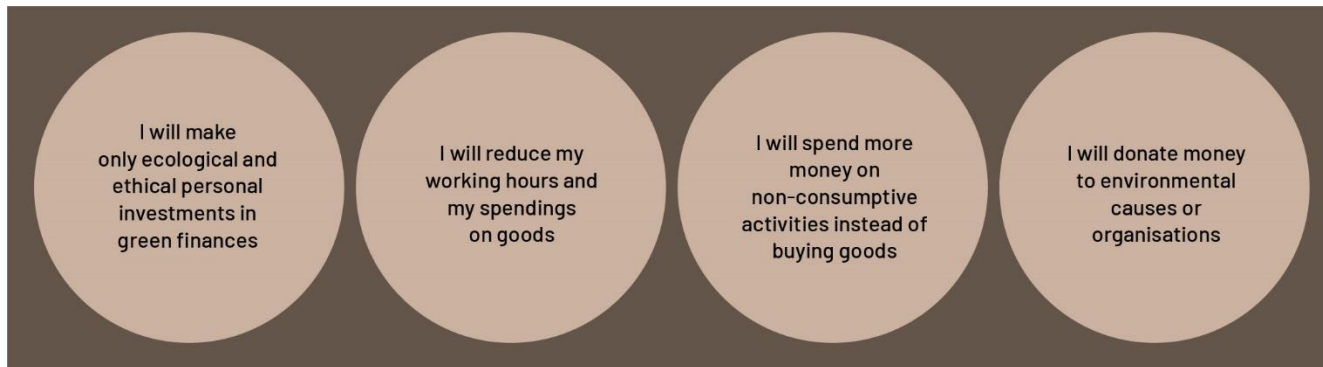 I will make
only ecological and
ethical personal
investments in
green finances
I will reduce my
working hours and
my spendings
on goods
I will spend more
money on
non-consumptive
activities instead of
buying goods
I will donate money
to environmental
causes or
organisations